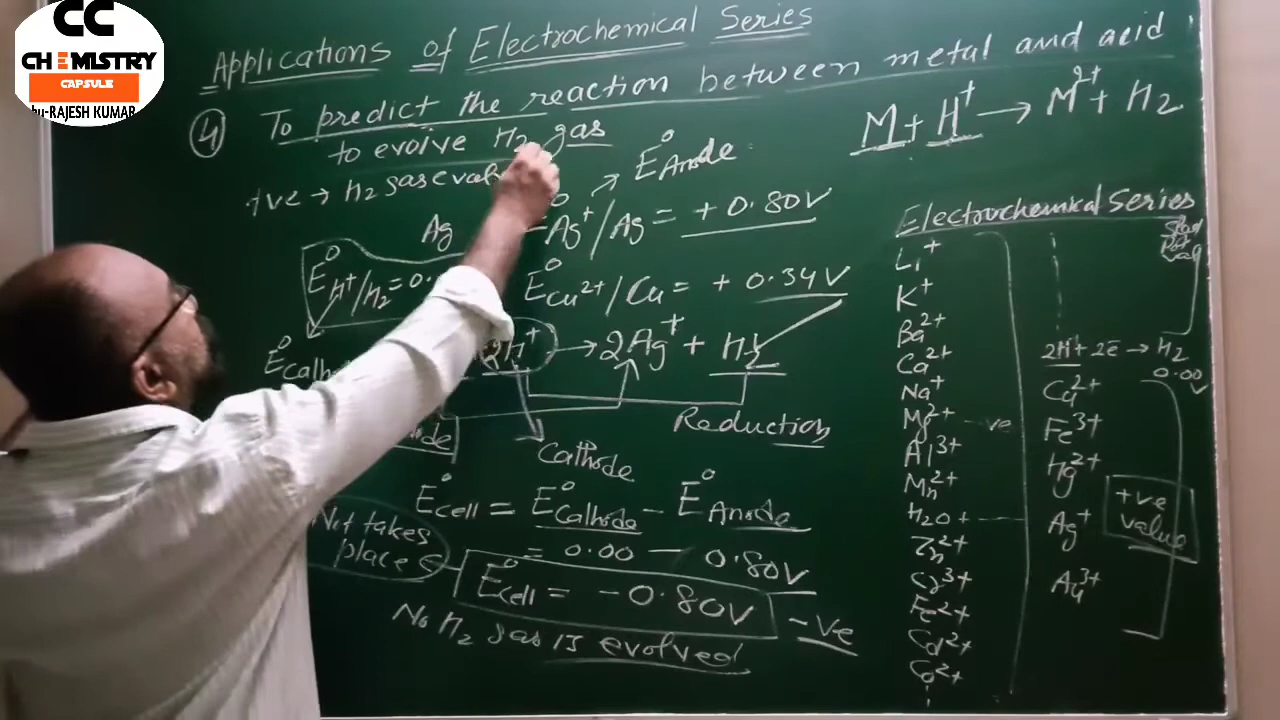 CC
CHEMISTRY
CAPSULE
by-RAJESH KUMAR
Applications of Electrochemical Series
④ To predict the reaction between metal and acid
to evolve H₂ gas
+ve → H₂ gas
M + H⁺ → M²⁺ + H₂
Ag
Ag⁺/Ag = + 0.80V
E° Anode
E° H⁺/H₂ = 0.
E° Cu²⁺/Cu = + 0.34V
2H⁺ → 2Ag⁺ + H₂
Reduction
Cathode
E° cell = E° Cathode - E° Anode
= 0.00 - 0.80V
E° cell = - 0.80V
-ve
Not takes
place
No H₂ gas is evolved
Electrochemical Series
Li⁺
K⁺
Ba²⁺
Ca²⁺
Na⁺
Mg²⁺ -ve
Al³⁺
Mn²⁺
H₂O +
Zn²⁺
Cr³⁺
Fe²⁺
Cd²⁺
Co²⁺
2H⁺ + 2e⁻ → H₂
0.00
V
Cu²⁺
Fe³⁺
Hg²⁺
Ag⁺
Au³⁺
+ve
value